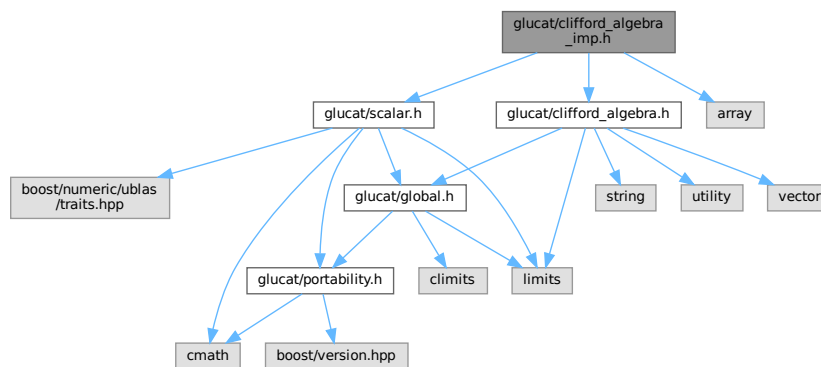 glucat/clifford_algebra
_imp.h
glucat/scalar.h
glucat/clifford_algebra.h
array
boost/numeric/ublas
/traits.hpp
glucat/global.h
string
utility
vector
glucat/portability.h
climits
limits
cmath
boost/version.hpp